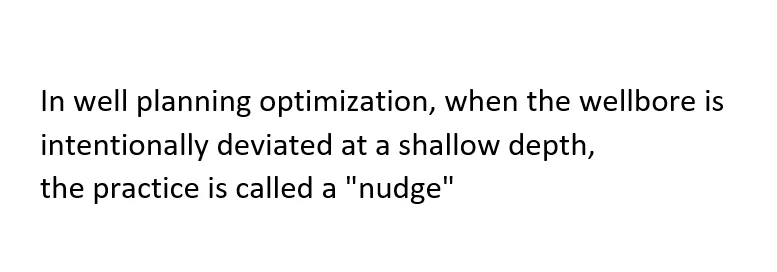 In well planning optimization, when the wellbore is
intentionally deviated at a shallow depth,
the practice is called a "nudge"